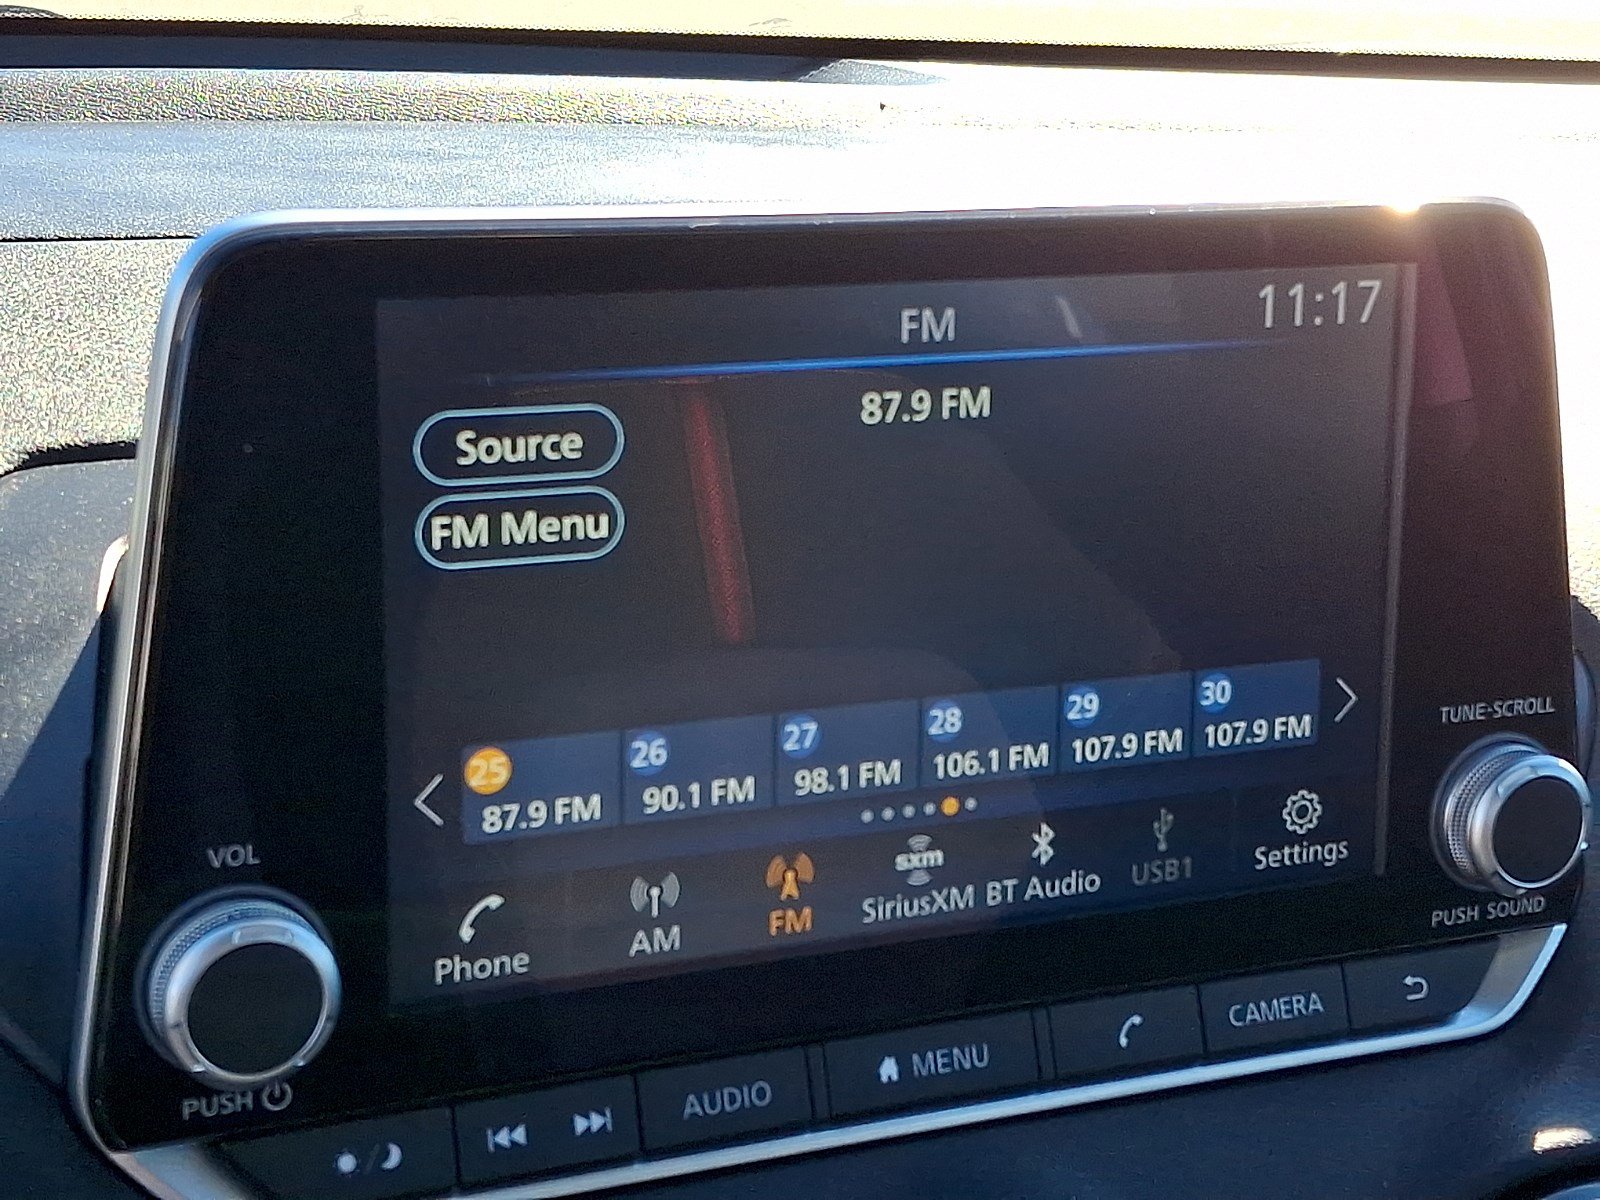 FM
11:17
87.9 FM
Source
FM Menu
25
87.9 FM
26
90.1 FM
27
98.1 FM
28
106.1 FM
29
107.9 FM
30
107.9 FM
Phone
AM
FM
sxm
SiriusXM
BT Audio
USB1
Settings
VOL
PUSH
TUNE-SCROLL
PUSH SOUND
AUDIO
MENU
CAMERA